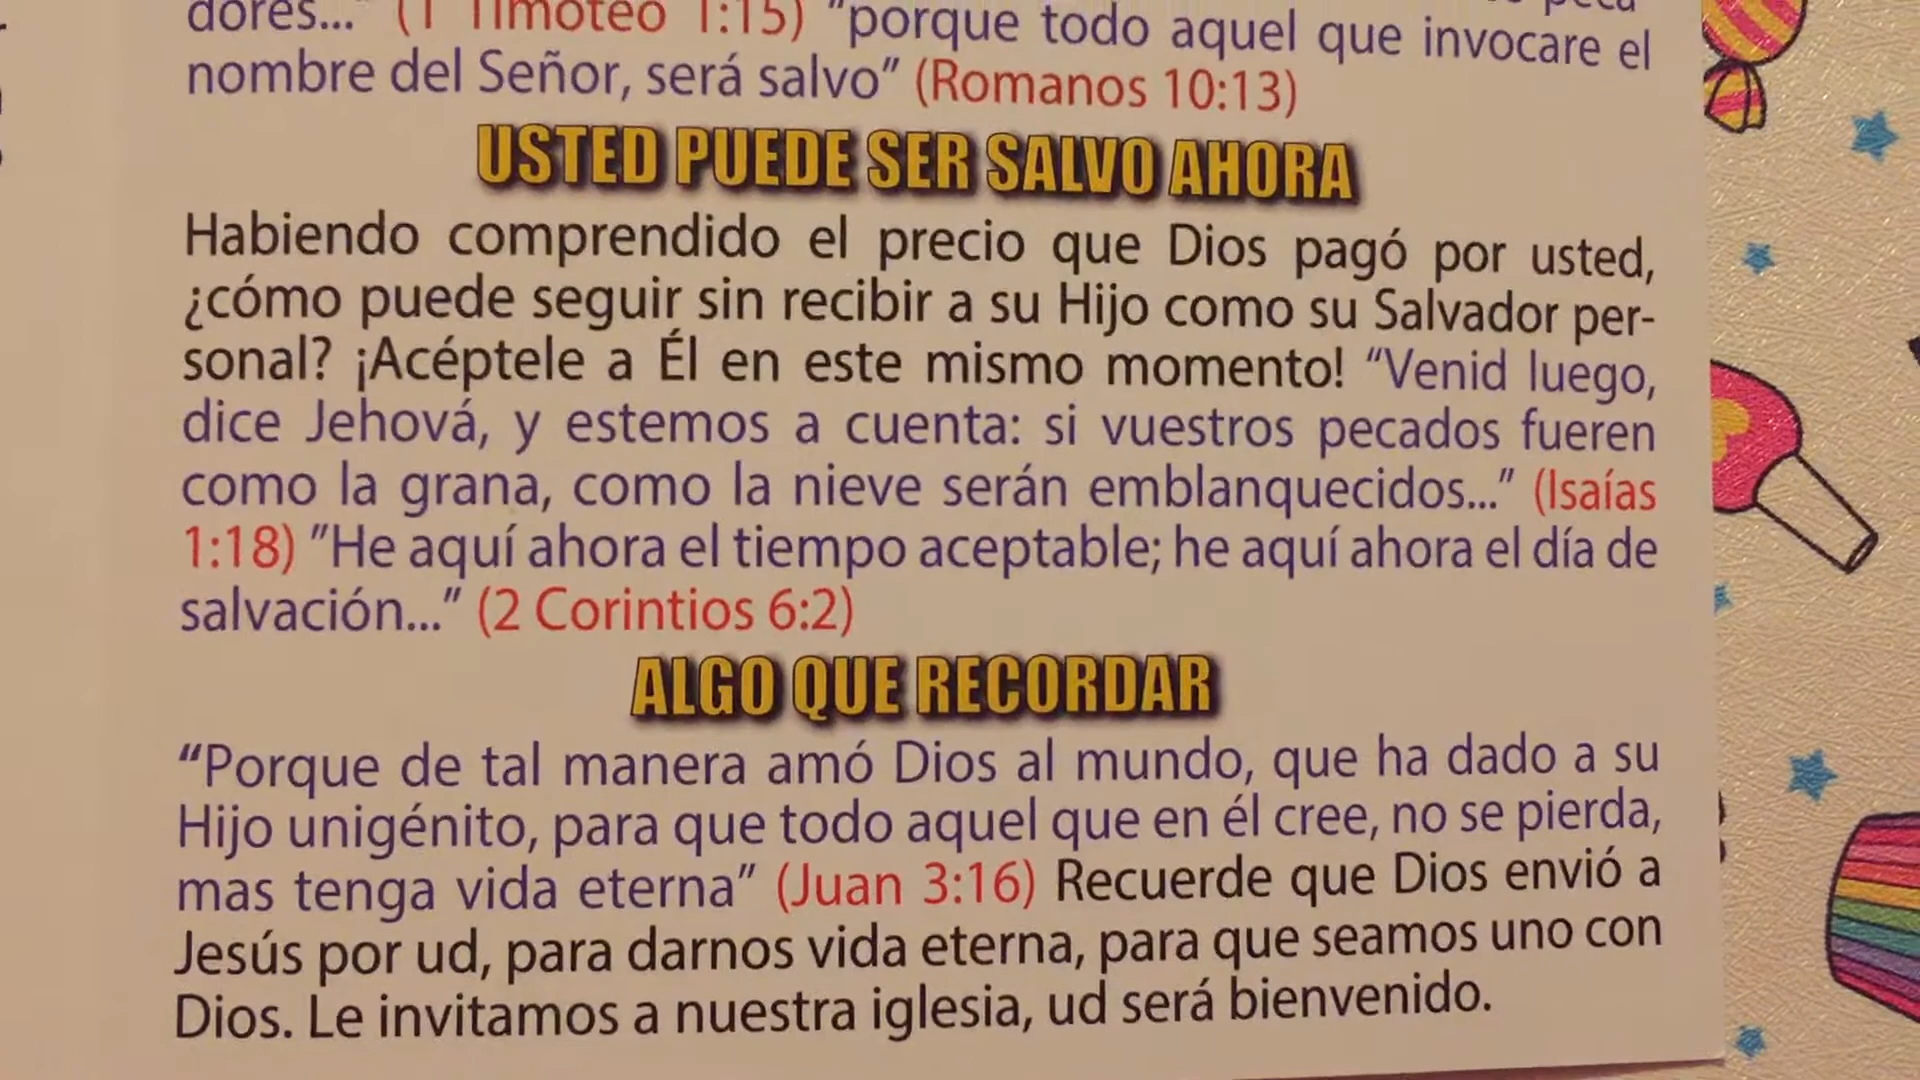 dores..." (1 Timoteo 1:15) "porque todo aquel que invocare el
nombre del Señor, será salvo" (Romanos 10:13)
USTED PUEDE SER SALVO AHORA
Habiendo comprendido el precio que Dios pagó por usted,
¿cómo puede seguir sin recibir a su Hijo como su Salvador per-
sonal? ¡Acéptele a Él en este mismo momento! “Venid luego,
dice Jehová, y estemos a cuenta: si vuestros pecados fueren
como la grana, como la nieve serán emblanquecidos..." (Isaías
1:18) "He aquí ahora el tiempo aceptable; he aquí ahora el día de
salvación..." (2 Corintios 6:2)
ALGO QUE RECORDAR
“Porque de tal manera amó Dios al mundo, que ha dado a su
Hijo unigénito, para que todo aquel que en él cree, no se pierda,
mas tenga vida eterna" (Juan 3:16) Recuerde que Dios envió a
Jesús por ud, para darnos vida eterna, para que seamos uno con
Dios. Le invitamos a nuestra iglesia, ud será bienvenido.